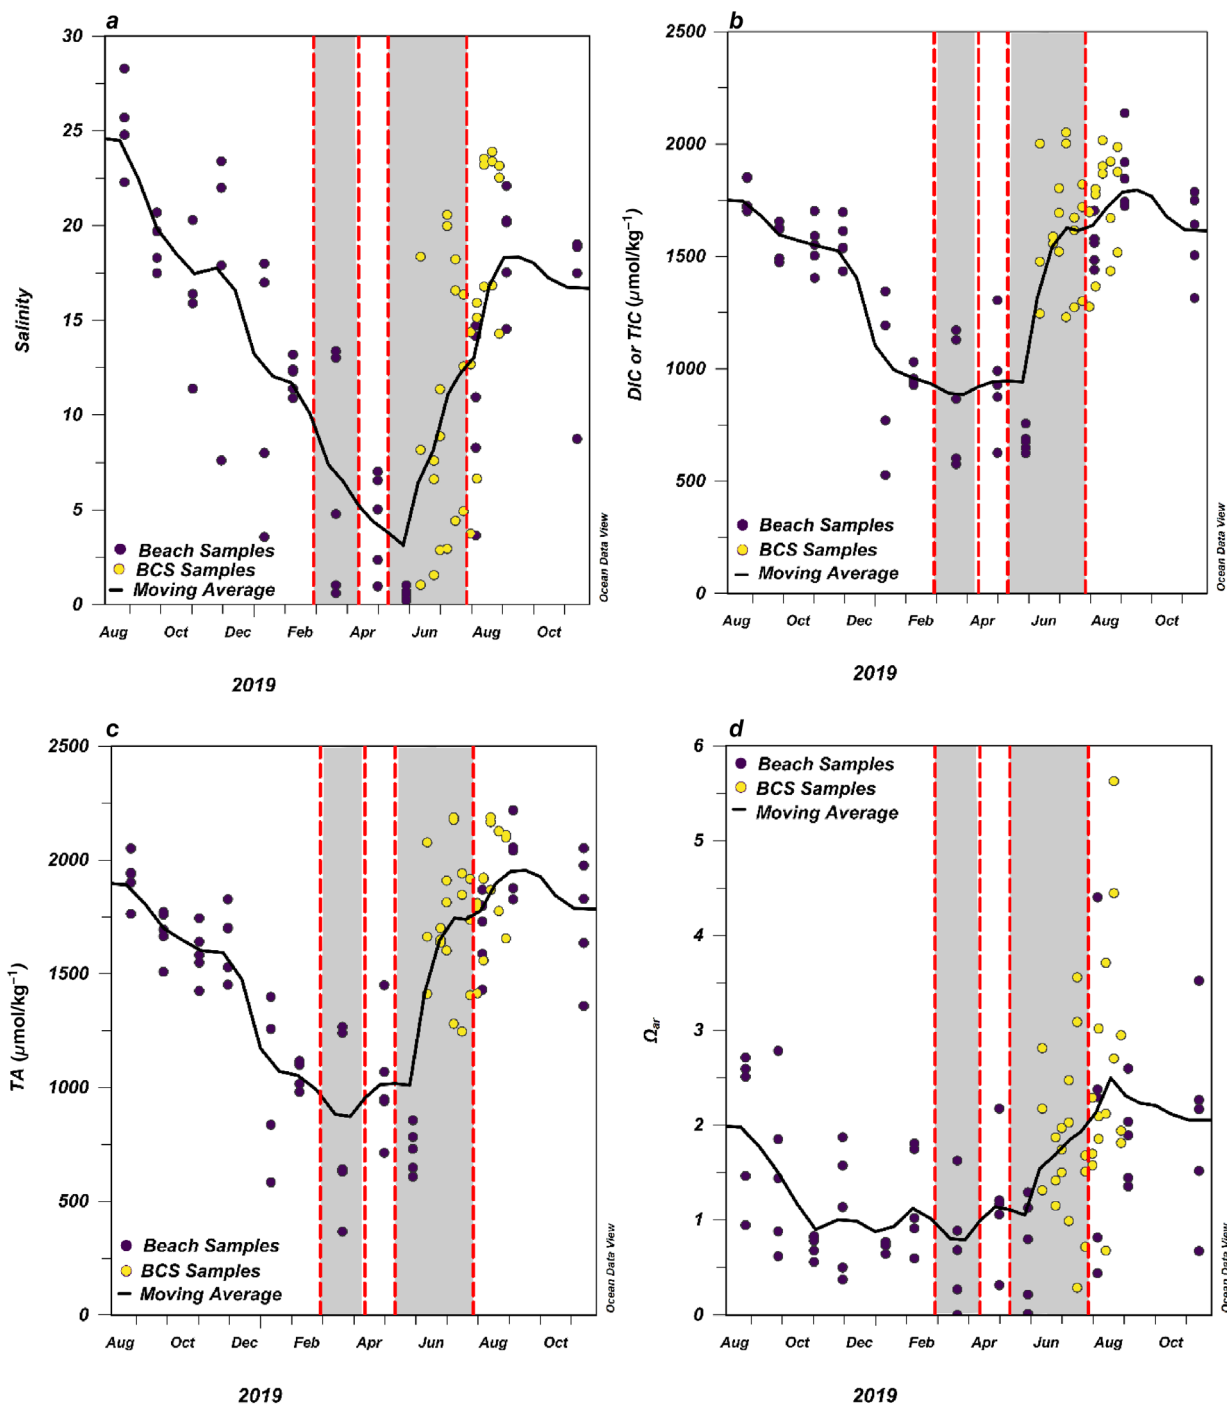 a
30
25
20
15
10
5
0
Salinity
Beach Samples
BCS Samples
Moving Average
Ocean Data View
Aug Oct Dec Feb Apr Jun Aug Oct
2019
b
2500
2000
1500
1000
500
0
DIC or TIC (μmol/kg⁻¹)
Beach Samples
BCS Samples
Moving Average
Ocean Data View
Aug Oct Dec Feb Apr Jun Aug Oct
2019
c
2500
2000
1500
1000
500
0
TA (μmol/kg⁻¹)
Beach Samples
BCS Samples
Moving Average
Ocean Data View
Aug Oct Dec Feb Apr Jun Aug Oct
2019
d
6
5
4
3
2
1
0
Ωar
Beach Samples
BCS Samples
Moving Average
Ocean Data View
Aug Oct Dec Feb Apr Jun Aug Oct
2019